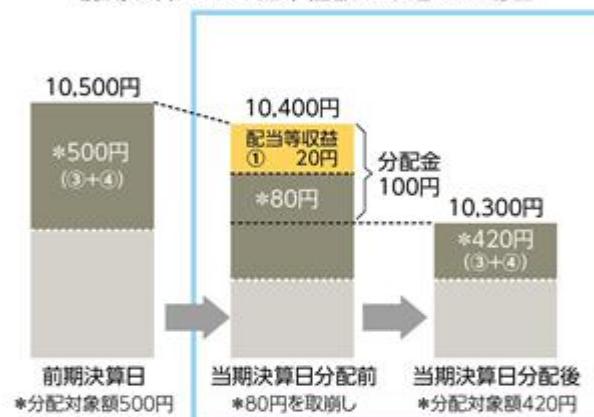 10,500円
*500円
(③+④)
10,400円
配当等収益
① 20円
*80円
分配金
100円
10,300円
*420円
(③+④)
前期決算日
*分配対象額500円
当期決算日分配前
*80円を取崩し
当期決算日分配後
*分配対象額420円